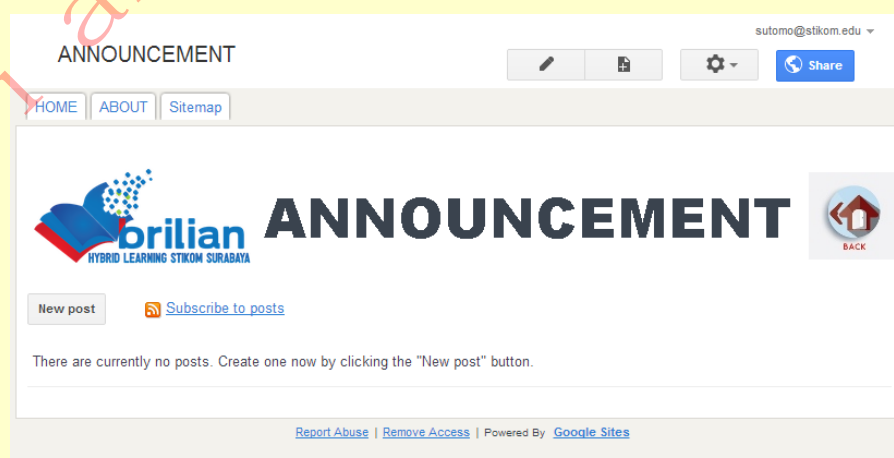 sutomo@stikom.edu
ANNOUNCEMENT
Share
HOME ABOUT Sitemap
brilian
HYBRID LEARNING STIKOM SURABAYA
ANNOUNCEMENT
BACK
New post Subscribe to posts
There are currently no posts. Create one now by clicking the "New post" button.
Report Abuse | Remove Access | Powered By Google Sites